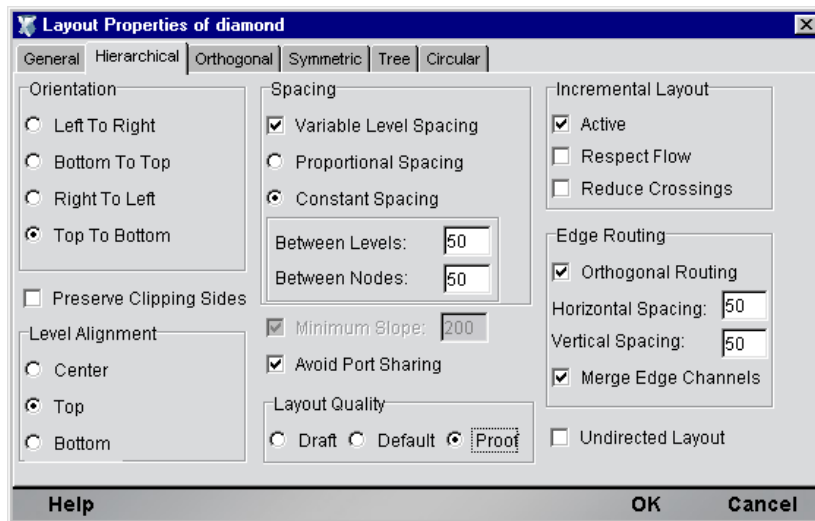 Layout Properties of diamond
General Hierarchical Orthogonal Symmetric Tree Circular
Orientation
Left To Right
Bottom To Top
Right To Left
Top To Bottom
Preserve Clipping Sides
Level Alignment
Center
Top
Bottom
Spacing
Variable Level Spacing
Proportional Spacing
Constant Spacing
Between Levels: 50
Between Nodes: 50
Minimum Slope: 200
Avoid Port Sharing
Layout Quality
Draft Default Proof
Incremental Layout
Active
Respect Flow
Reduce Crossings
Edge Routing
Orthogonal Routing
Horizontal Spacing: 50
Vertical Spacing: 50
Merge Edge Channels
Undirected Layout
Help OK Cancel